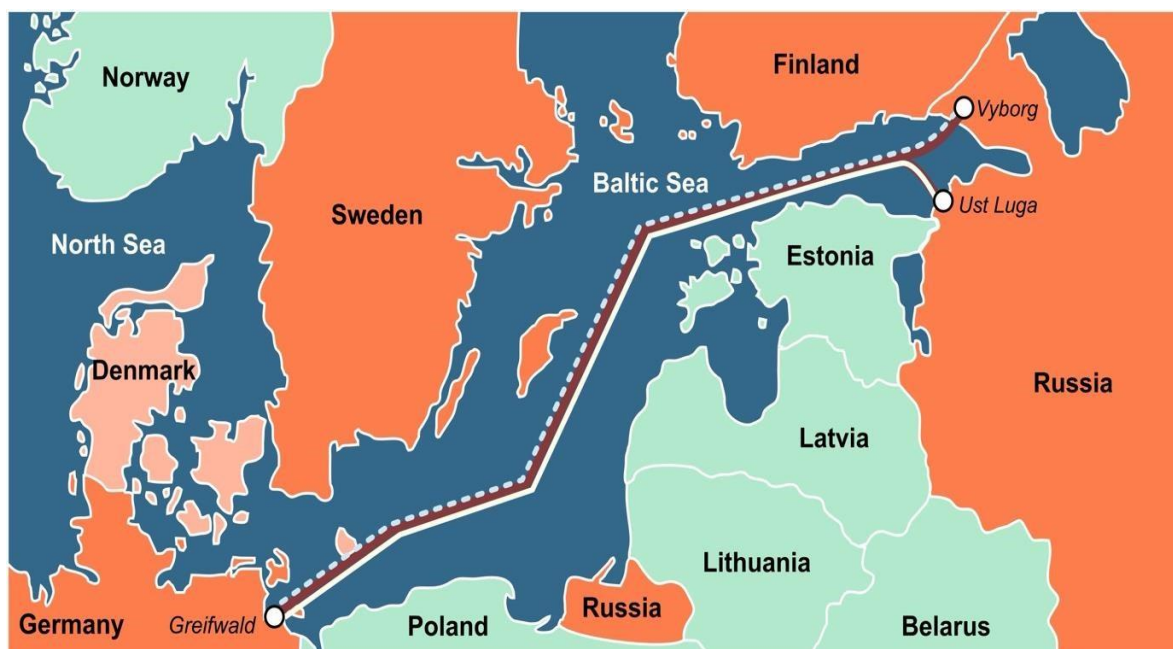 Norway
Finland
Vyborg
Baltic Sea
Sweden
Ust Luga
North Sea
Estonia
Denmark
Russia
Latvia
Lithuania
Russia
Germany
Greifwald
Poland
Belarus